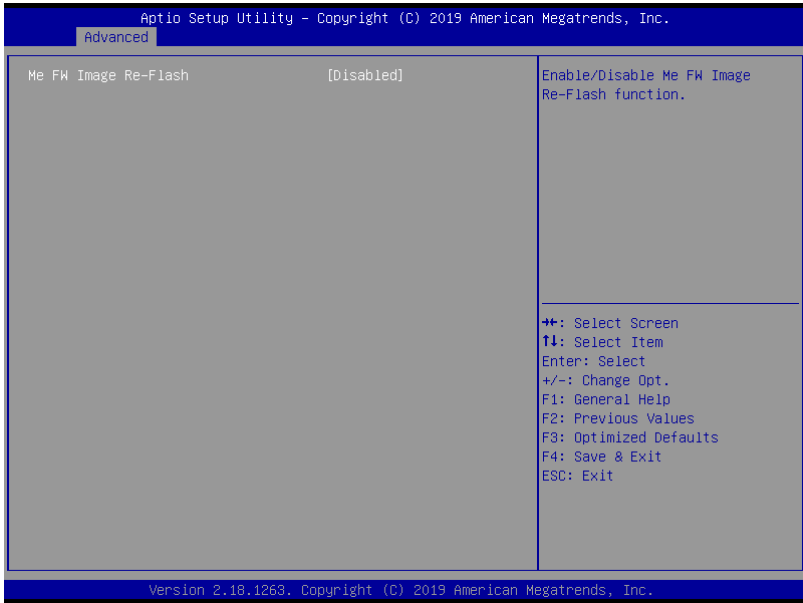 Aptio Setup Utility – Copyright (C) 2019 American Megatrends, Inc.
Advanced
Me FW Image Re-Flash [Disabled]
Enable/Disable Me FW Image
Re-Flash function.
→←: Select Screen
↑↓: Select Item
Enter: Select
+/-: Change Opt.
F1: General Help
F2: Previous Values
F3: Optimized Defaults
F4: Save & Exit
ESC: Exit
Version 2.18.1263. Copyright (C) 2019 American Megatrends, Inc.